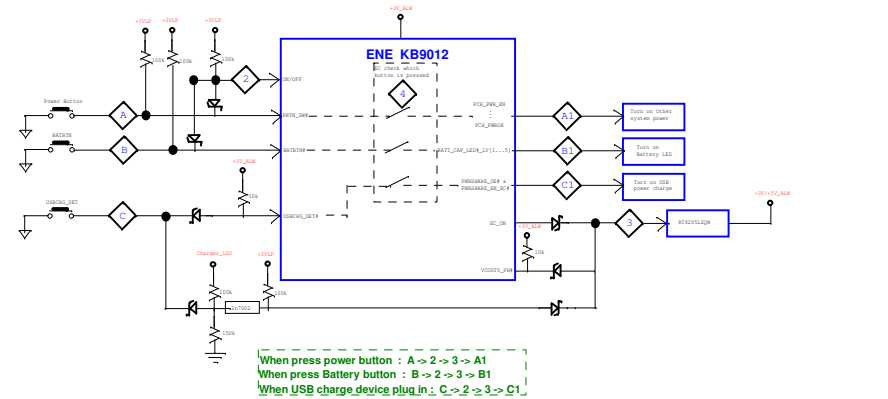 +3V_ALW
+3VLP
+3VLP
+3VLP
100k
100k
100k
ENE KB9012
EC check which
button is pressed
2
ON/OFF
4
Power Button
A
PBTN_SW#
PCH_PWR_EN
PCH_PWROK
A1
Turn on Other
system power
BATBTN
B
BATBTN#
BATT_CAP_LED#_LV[1...5]
B1
Turn on
Battery LED
+3V_ALW
10k
PWRSHARE_OE# &
PWRSHARE_EN_EC#
C1
Turn on USB
power charge
USBCHG_DET
C
USBCHG_DET#
EC_ON
3
+3V/+5V_ALW
+3V_ALW
10k
VCOUT0_PH#
Charger_LDO
+3VLP
100k
100k
2n7002
150k
When press power button : A -> 2 -> 3 -> A1
When press Battery button : B -> 2 -> 3 -> B1
When USB charge device plug in : C -> 2 -> 3 -> C1